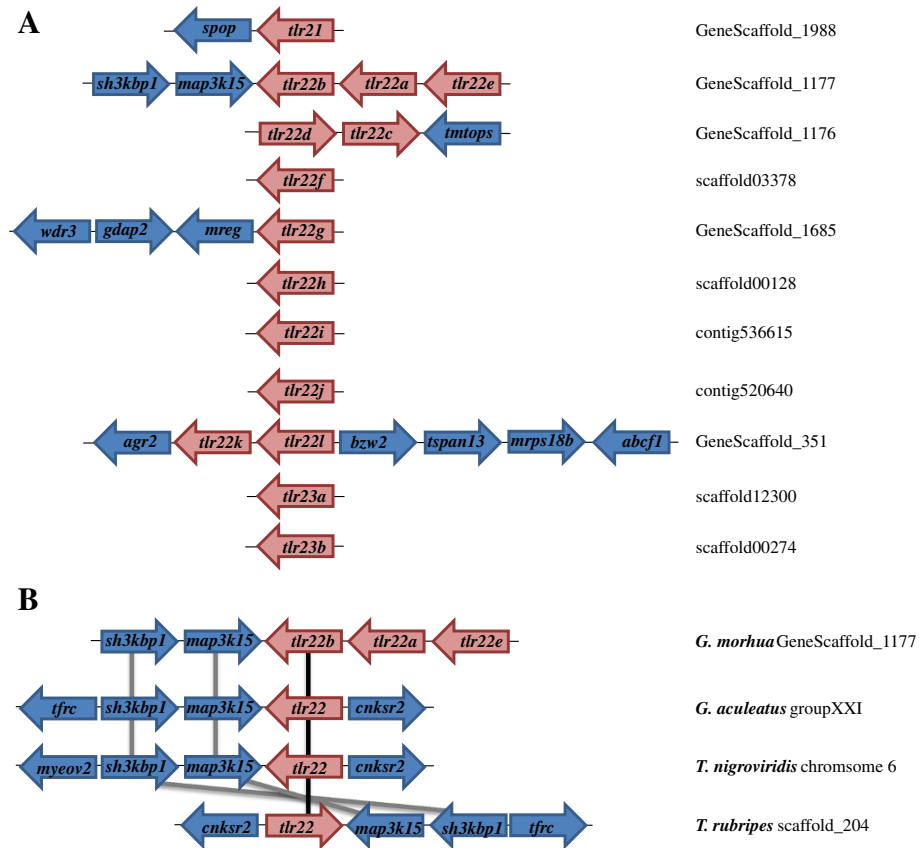 A
spop tlr21 GeneScaffold_1988
sh3kbp1 map3k15 tlr22b tlr22a tlr22e GeneScaffold_1177
tlr22d tlr22c tmtops GeneScaffold_1176
tlr22f scaffold03378
wdr3 gdap2 mreg tlr22g GeneScaffold_1685
tlr22h scaffold00128
tlr22i contig536615
tlr22j contig520640
agr2 tlr22k tlr22l bzw2 tspan13 mrps18b abcf1 GeneScaffold_351
tlr23a scaffold12300
tlr23b scaffold00274
B
sh3kbp1 map3k15 tlr22b tlr22a tlr22e G. morhua GeneScaffold_1177
tfrc sh3kbp1 map3k15 tlr22 cnksr2 G. aculeatus groupXXI
myeov2 sh3kbp1 map3k15 tlr22 cnksr2 T. nigroviridis chromsome 6
cnksr2 tlr22 map3k15 sh3kbp1 tfrc T. rubripes scaffold_204